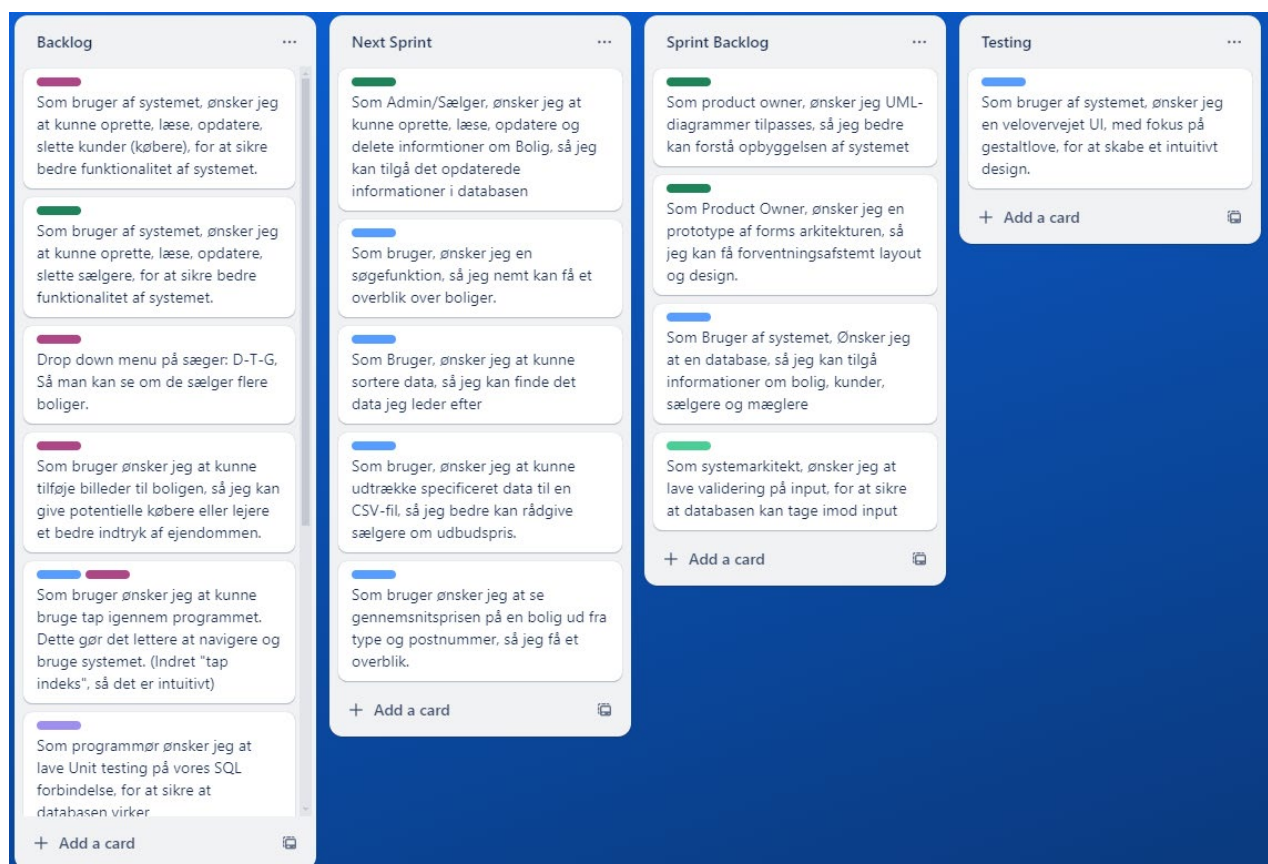 Backlog
Som bruger af systemet, ønsker jeg
at kunne oprette, læse, opdatere,
slette kunder (købere), for at sikre
bedre funktionalitet af systemet.
Som bruger af systemet, ønsker jeg
at kunne oprette, læse, opdatere,
slette sælgere, for at sikre bedre
funktionalitet af systemet.
Drop down menu på sæger: D-T-G,
Så man kan se om de sælger flere
boliger.
Som bruger ønsker jeg at kunne
tilføje billeder til boligen, så jeg kan
give potentielle købere eller lejere
et bedre indtryk af ejendommen.
Som bruger ønsker jeg at kunne
bruge tap igennem programmet.
Dette gør det lettere at navigere og
bruge systemet. (Indret "tap
indeks", så det er intuitivt)
Som programmør ønsker jeg at
lave Unit testing på vores SQL
forbindelse, for at sikre at
databasen virker
+ Add a card
Next Sprint
Som Admin/Sælger, ønsker jeg at
kunne oprette, læse, opdatere og
delete informtioner om Bolig, så jeg
kan tilgå det opdaterede
informationer i databasen
Som bruger, ønsker jeg en
søgefunktion, så jeg nemt kan få et
overblik over boliger.
Som Bruger, ønsker jeg at kunne
sortere data, så jeg kan finde det
data jeg leder efter
Som bruger, ønsker jeg at kunne
udtrække specificeret data til en
CSV-fil, så jeg bedre kan rådgive
sælgere om udbudspris.
Som bruger ønsker jeg at se
gennemsnitsprisen på en bolig ud fra
type og postnummer, så jeg få et
overblik.
+ Add a card
Sprint Backlog
Som product owner, ønsker jeg UML-
diagrammer tilpasses, så jeg bedre
kan forstå opbyggelsen af systemet
Som Product Owner, ønsker jeg en
prototype af forms arkitekturen, så
jeg kan få forventningsafstemt layout
og design.
Som Bruger af systemet, Ønsker jeg
at en database, så jeg kan tilgå
informationer om bolig, kunder,
sælgere og mæglere
Som systemarkitekt, ønsker jeg at
lave validering på input, for at sikre
at databasen kan tage imod input
+ Add a card
Testing
Som bruger af systemet, ønsker jeg
en velovervejet UI, med fokus på
gestaltlove, for at skabe et intuitivt
design.
+ Add a card